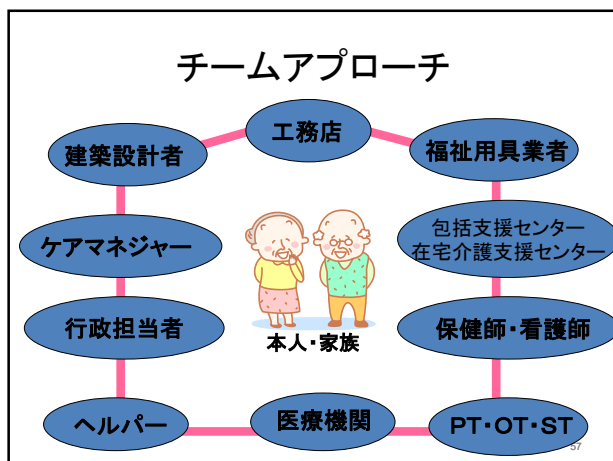 チームアプローチ
工務店
建築設計者
福祉用具業者
ケアマネジャー
包括支援センター
在宅介護支援センター
行政担当者
保健師・看護師
本人・家族
ヘルパー
医療機関
PT・OT・ST
57